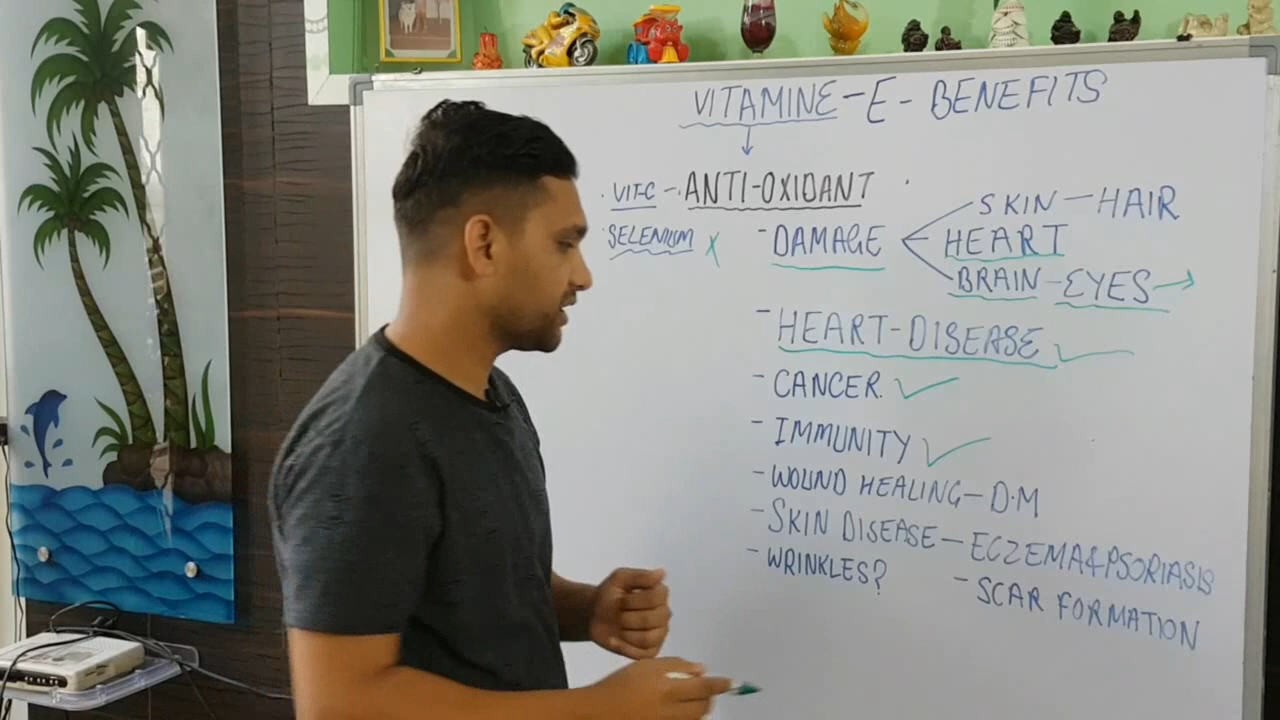 VITAMINE-E-BENEFITS
· VIT-C -· ANTI-OXIDANT
SELENIUM X
- DAMAGE
SKIN - HAIR
HEART
BRAIN - EYES
- HEART-DISEASE
- CANCER.
- IMMUNITY
- WOUND HEALING - D.M
- SKIN DISEASE - ECZEMA & PSORIASIS
- WRINKLES?
- SCAR FORMATION